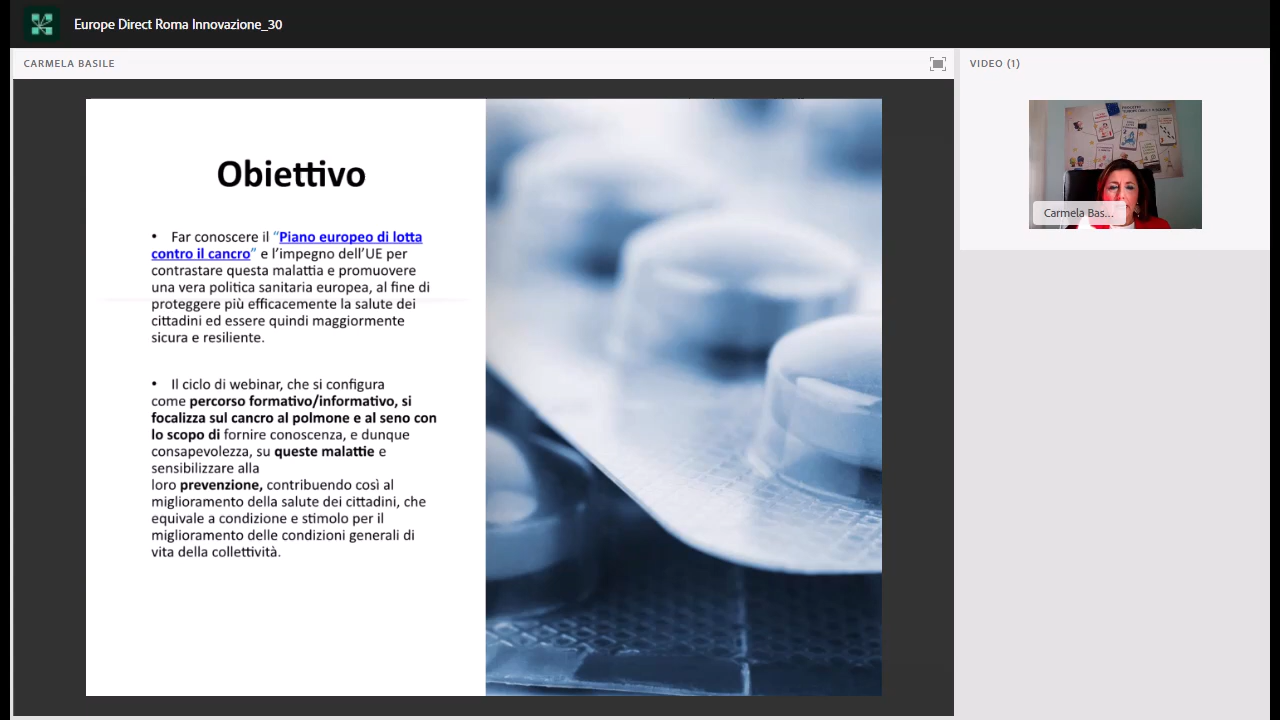 Europe Direct Roma Innovazione_30
CARMELA BASILE
VIDEO (1)
Carmela Bas...
Obiettivo
• Far conoscere il “Piano europeo di lotta
contro il cancro” e l’impegno dell’UE per
contrastare questa malattia e promuovere
una vera politica sanitaria europea, al fine di
proteggere più efficacemente la salute dei
cittadini ed essere quindi maggiormente
sicura e resiliente.
• Il ciclo di webinar, che si configura
come percorso formativo/informativo, si
focalizza sul cancro al polmone e al seno con
lo scopo di fornire conoscenza, e dunque
consapevolezza, su queste malattie e
sensibilizzare alla
loro prevenzione, contribuendo così al
miglioramento della salute dei cittadini, che
equivale a condizione e stimolo per il
miglioramento delle condizioni generali di
vita della collettività.